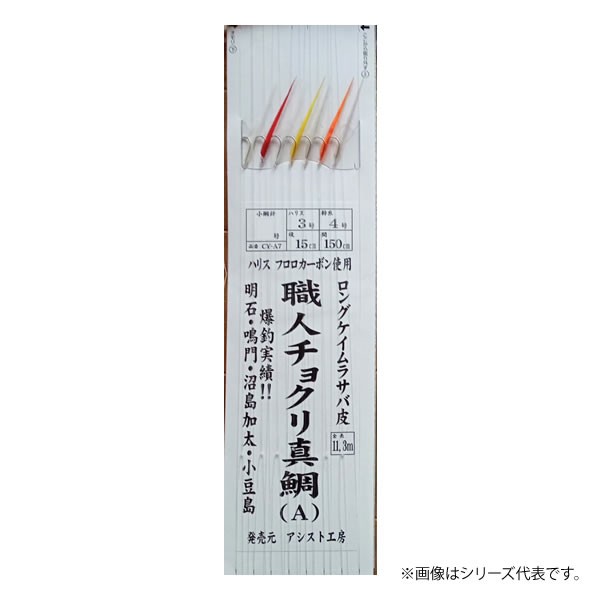 小鯛針
号
ハリス
3号
幹糸
4号
品番 CY-A7
枝
15cm
間
150cm
ハリス フロロカーボン使用
ロングケイムラサバ皮
全長
11,3m
職人チョクリ真鯛(A)
爆釣実績!!
明石・鳴門・沼島加太・小豆島
発売元 アシスト工房
※画像はシリーズ代表です。